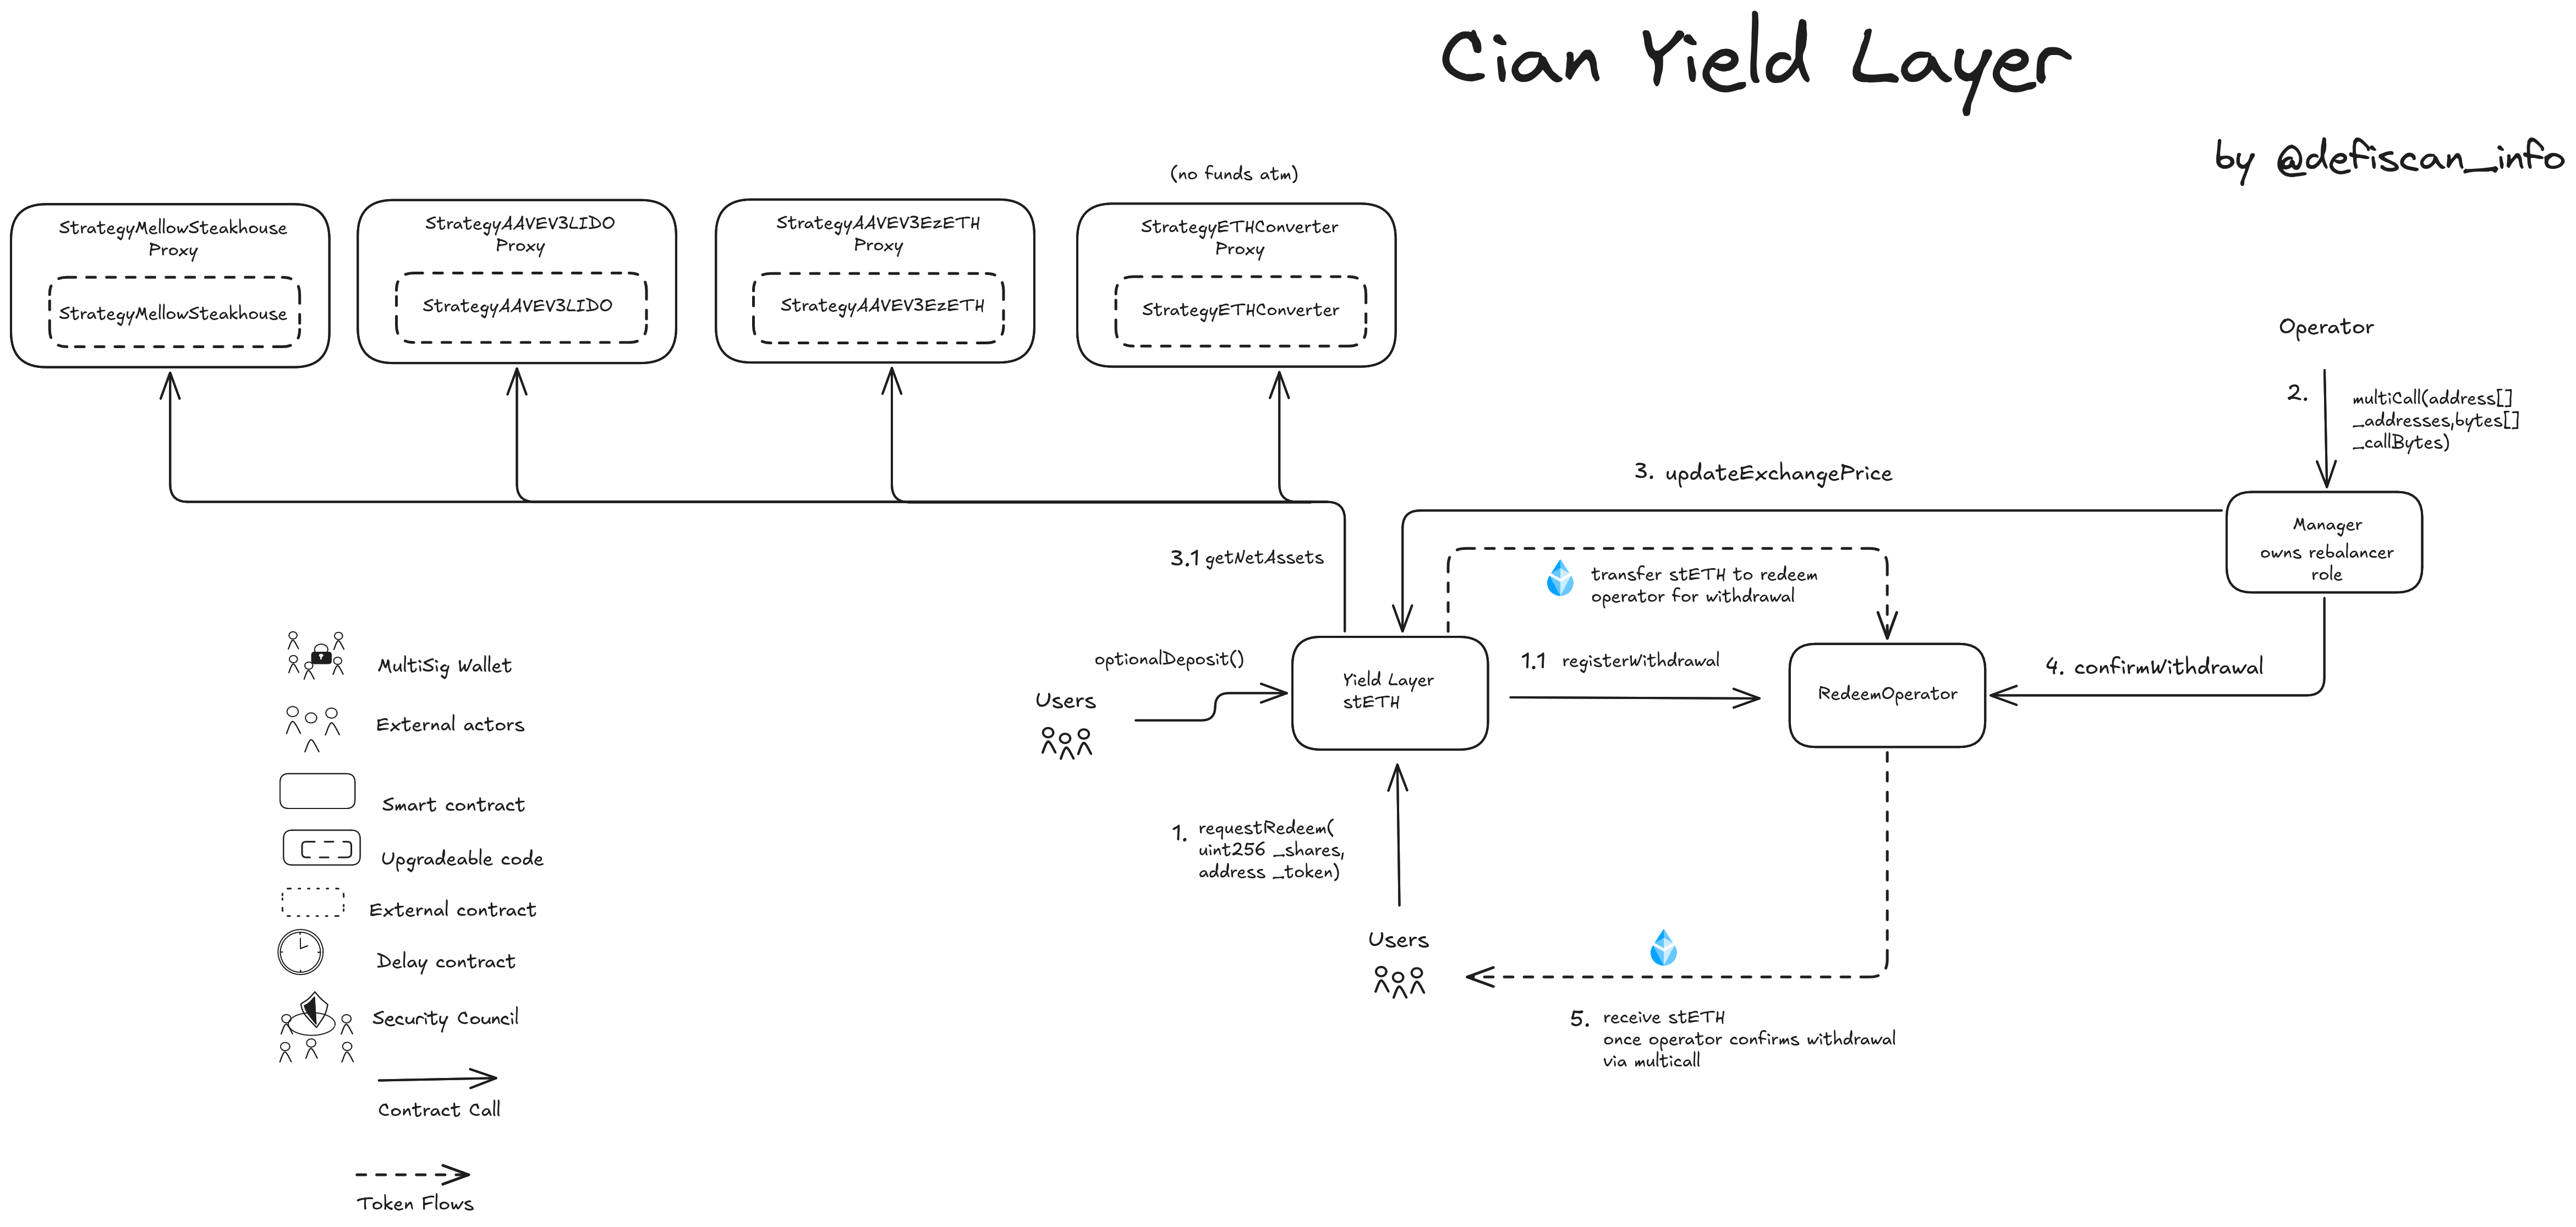 Cian Yield Layer
by @defiscan_info
(no funds atm)
StrategyMellowSteakhouse
Proxy
StrategyMellowSteakhouse
StrategyAAVEV3LIDO
Proxy
StrategyAAVEV3LIDO
StrategyAAVEV3EzETH
Proxy
StrategyAAVEV3EzETH
StrategyETHConverter
Proxy
StrategyETHConverter
Operator
2.
multiCall(address[]
_addresses,bytes[]
_callBytes)
3. updateExchangePrice
Manager
owns rebalancer
role
3.1 getNetAssets
transfer stETH to redeem
operator for withdrawal
optionalDeposit()
Users
Yield Layer
stETH
1.1 registerWithdrawal
RedeemOperator
4. confirmWithdrawal
1. requestRedeem(
uint256 _shares,
address _token)
Users
5. receive stETH
once operator confirms withdrawal
via multicall
MultiSig Wallet
External actors
Smart contract
Upgradeable code
External contract
Delay contract
Security Council
Contract Call
Token Flows